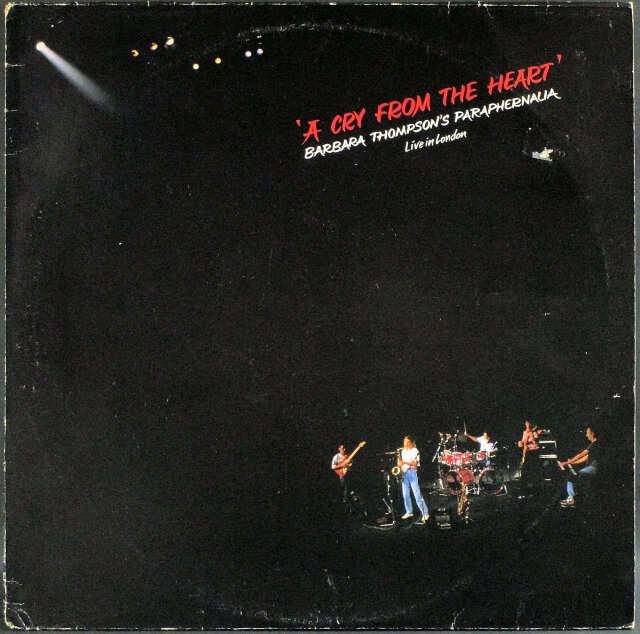 'A CRY FROM THE HEART'
BARBARA THOMPSON'S PARAPHERNALIA
Live in London